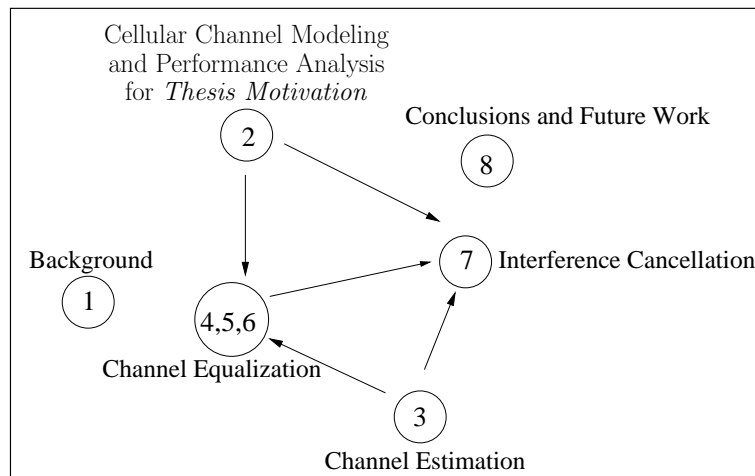 Cellular Channel Modeling
and Performance Analysis
for Thesis Motivation
2
Conclusions and Future Work
8
Background
1
7
Interference Cancellation
4,5,6
Channel Equalization
3
Channel Estimation